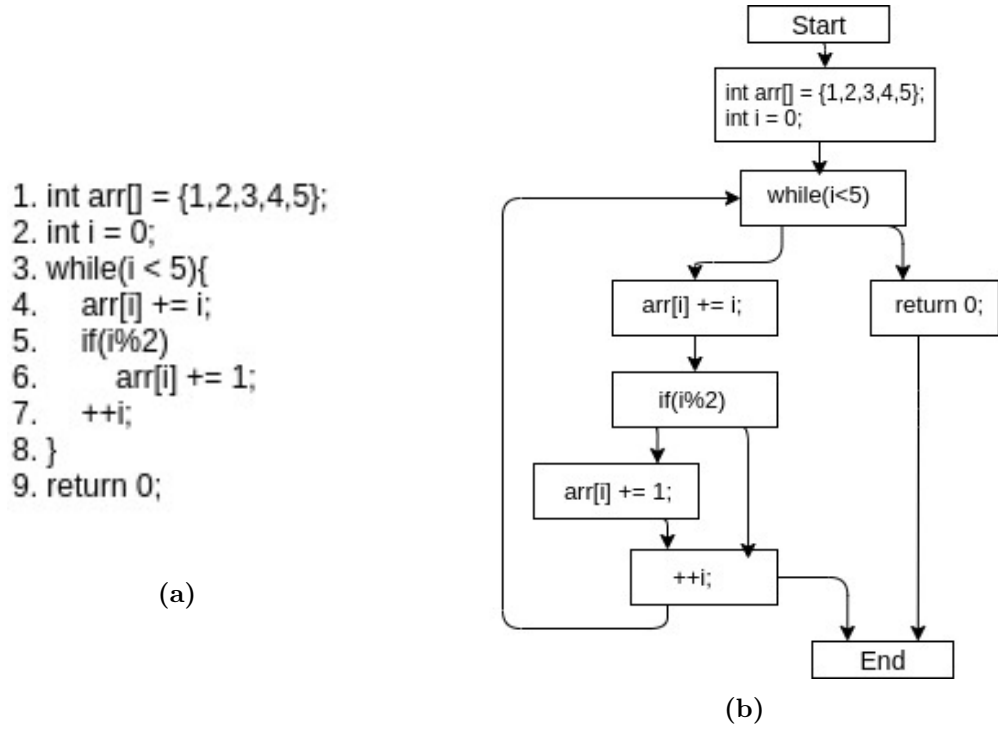 1. int arr[] = {1,2,3,4,5};
2. int i = 0;
3. while(i < 5){
4. arr[i] += i;
5. if(i%2)
6. arr[i] += 1;
7. ++i;
8. }
9. return 0;
(a)
Start
int arr[] = {1,2,3,4,5};
int i = 0;
while(i<5)
arr[i] += i;
return 0;
if(i%2)
arr[i] += 1;
++i;
End
(b)